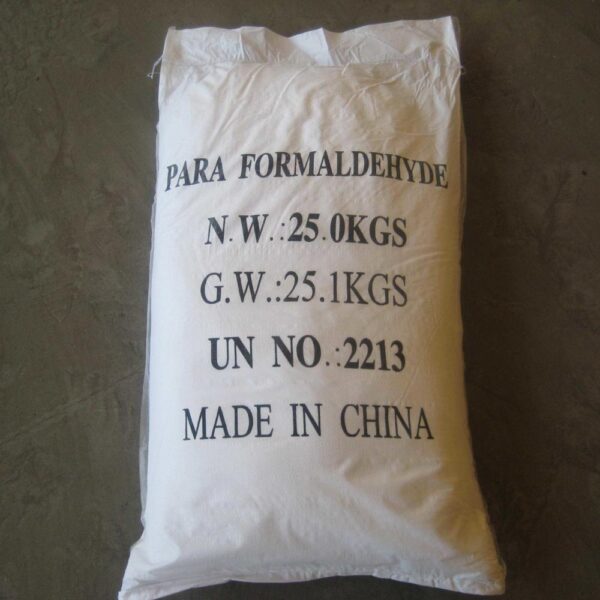 PARA FORMALDEHYDE
N.W.:25.0KGS
G.W.:25.1KGS
UN NO.:2213
MADE IN CHINA